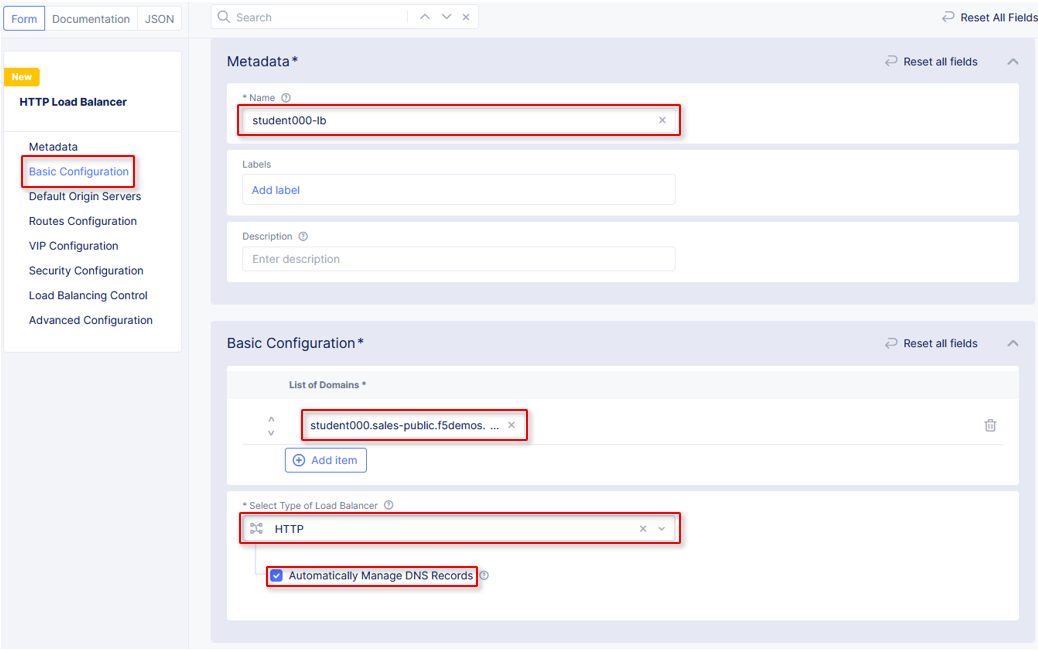 Form Documentation JSON
Search
Reset All Fields
New
HTTP Load Balancer
Metadata
Basic Configuration
Default Origin Servers
Routes Configuration
VIP Configuration
Security Configuration
Load Balancing Control
Advanced Configuration
Metadata*
Reset all fields
* Name
student000-lb
Labels
Add label
Description
Enter description
Basic Configuration*
Reset all fields
List of Domains *
student000.sales-public.f5demos. ...
Add item
* Select Type of Load Balancer
HTTP
Automatically Manage DNS Records